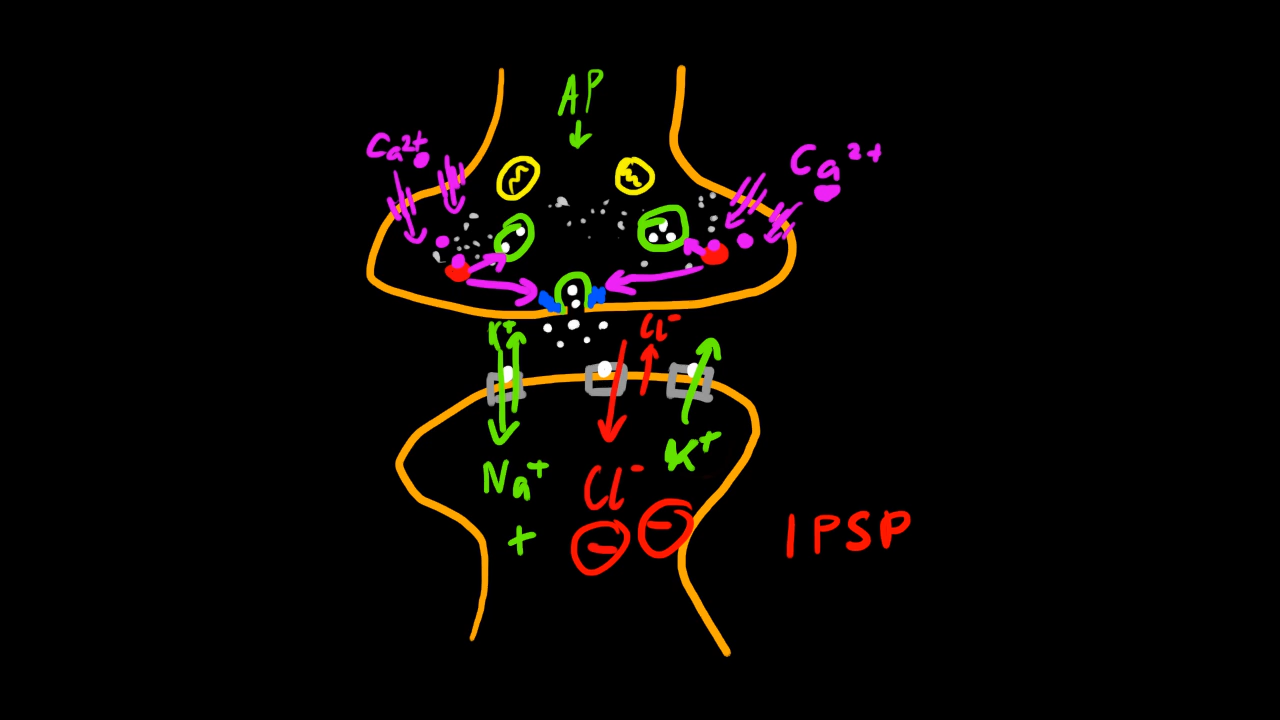 AP
Ca²⁺
Ca²⁺
K⁺
Cl⁻
K⁺
Na⁺
Cl⁻
+
IPSP